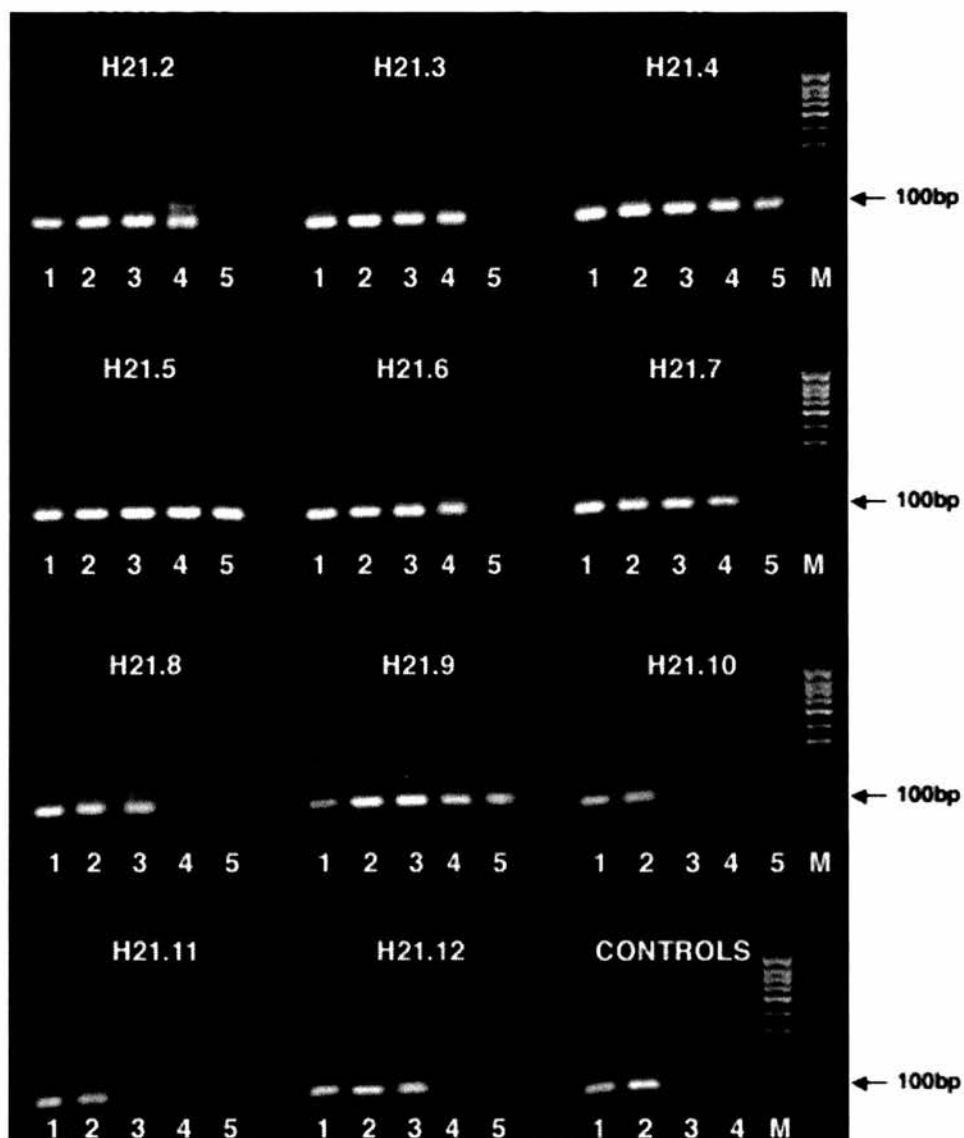 H21.2 H21.3 H21.4
← 100bp
1 2 3 4 5 1 2 3 4 5 1 2 3 4 5 M
H21.5 H21.6 H21.7
← 100bp
1 2 3 4 5 1 2 3 4 5 1 2 3 4 5 M
H21.8 H21.9 H21.10
← 100bp
1 2 3 4 5 1 2 3 4 5 1 2 3 4 5 M
H21.11 H21.12 CONTROLS
← 100bp
1 2 3 4 5 1 2 3 4 5 1 2 3 4 M